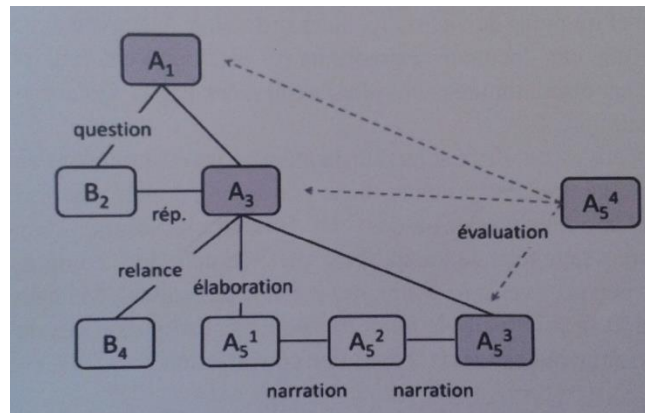 A₁
question
B₂
rép.
A₃
A₅⁴
évaluation
relance
élaboration
B₄
A₅¹
A₅²
A₅³
narration
narration